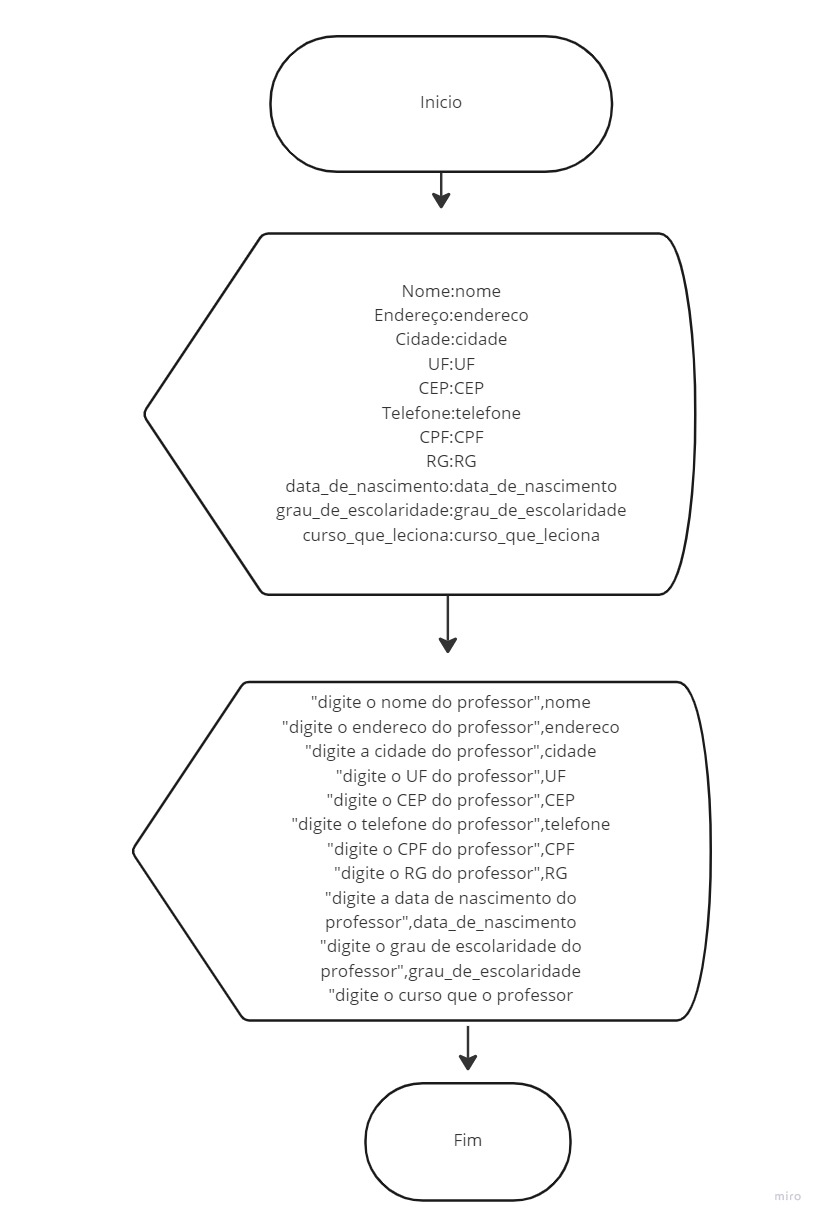 Inicio
Nome:nome
Endereço:endereco
Cidade:cidade
UF:UF
CEP:CEP
Telefone:telefone
CPF:CPF
RG:RG
data_de_nascimento:data_de_nascimento
grau_de_escolaridade:grau_de_escolaridade
curso_que_leciona:curso_que_leciona
"digite o nome do professor",nome
"digite o endereco do professor",endereco
"digite a cidade do professor",cidade
"digite o UF do professor",UF
"digite o CEP do professor",CEP
"digite o telefone do professor",telefone
"digite o CPF do professor",CPF
"digite o RG do professor",RG
"digite a data de nascimento do
professor",data_de_nascimento
"digite o grau de escolaridade do
professor",grau_de_escolaridade
"digite o curso que o professor
Fim
miro